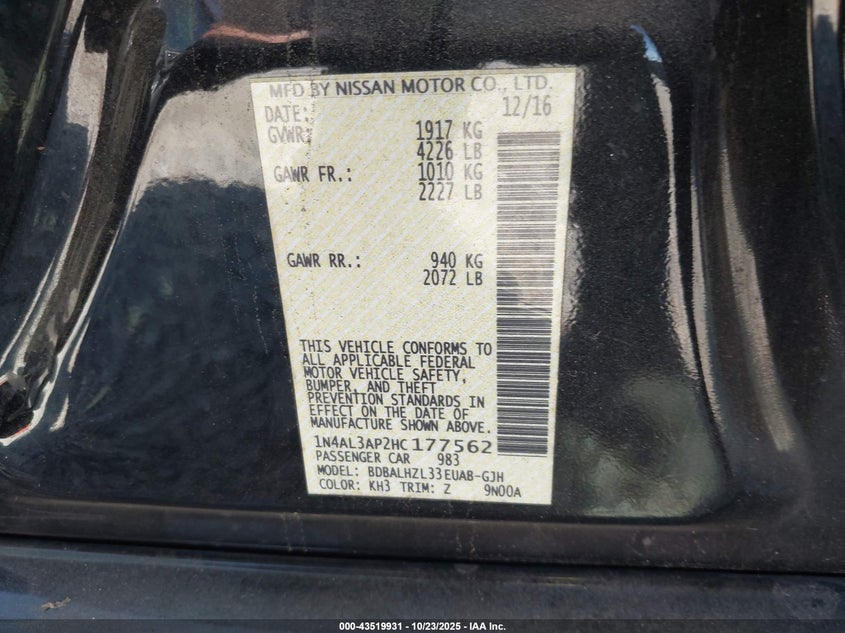 MFD BY NISSAN MOTOR CO., LTD.
DATE: 12/16
GVWR: 1917 KG
4226 LB
GAWR FR.: 1010 KG
2227 LB
GAWR RR.: 940 KG
2072 LB
THIS VEHICLE CONFORMS TO
ALL APPLICABLE FEDERAL
MOTOR VEHICLE SAFETY,
BUMPER, AND THEFT
PREVENTION STANDARDS IN
EFFECT ON THE DATE OF
MANUFACTURE SHOWN ABOVE.
1N4AL3AP2HC177562
PASSENGER CAR 983
MODEL: BDBALHZL33EUAB-GJH
COLOR: KH3 TRIM: Z 9N00A
000-43519931 - 10/23/2025 - IAA Inc.